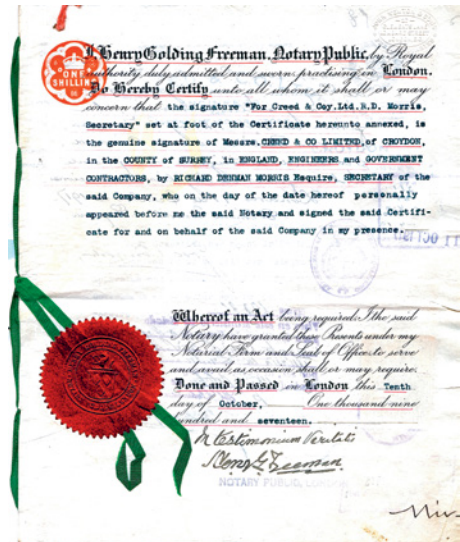 I, Henry Golding Freeman, Notary Public, by Royal
authority duly admitted and sworn, practising in London,
Do Hereby Certify unto all whom it shall or may
concern that the signature "For Creed & Coy.Ltd.R.D. Morris,
Secretary" set at foot of the Certificate hereunto annexed, is
the genuine signature of Messrs. CREED & CO LIMITED, of CROYDON,
in the COUNTY of SURREY, in ENGLAND, ENGINEERS and GOVERNMENT
CONTRACTORS, by RICHARD DENMAN MORRIS Esquire, SECRETARY of the
said Company, who on the day of the date hereof personally
appeared before me the said Notary and signed the said Certifi-
cate for and on behalf of the said Company in my presence.
ONE
SHILLING
Whereof an Act being required I the said
Notary have granted these Presents under my
Notarial Form and Seal of Office to serve
and avail as occasion shall or may require.
Done and Passed in London this Tenth
day of October, One thousand nine
hundred and seventeen.
In testimonium Veritatis
Henry G Freeman
NOTARY PUBLIC, LONDON